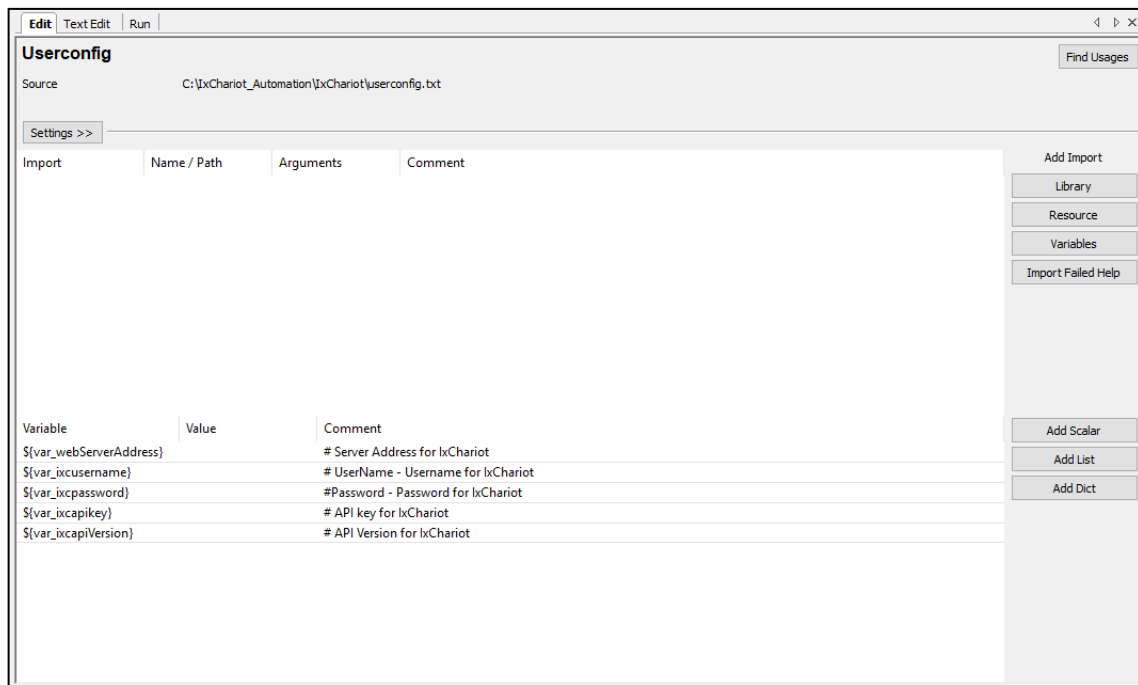 Edit Text Edit Run
Userconfig
Find Usages
Source C:\IxChariot_Automation\IxChariot\userconfig.txt
Settings >>
Import Name / Path Arguments Comment
Add Import
Library
Resource
Variables
Import Failed Help
Variable Value Comment
${var_webServerAddress} # Server Address for IxChariot
${var_ixcusername} # UserName - Username for IxChariot
${var_ixcpassword} #Password - Password for IxChariot
${var_ixcapikey} # API key for IxChariot
${var_ixcapiVersion} # API Version for IxChariot
Add Scalar
Add List
Add Dict